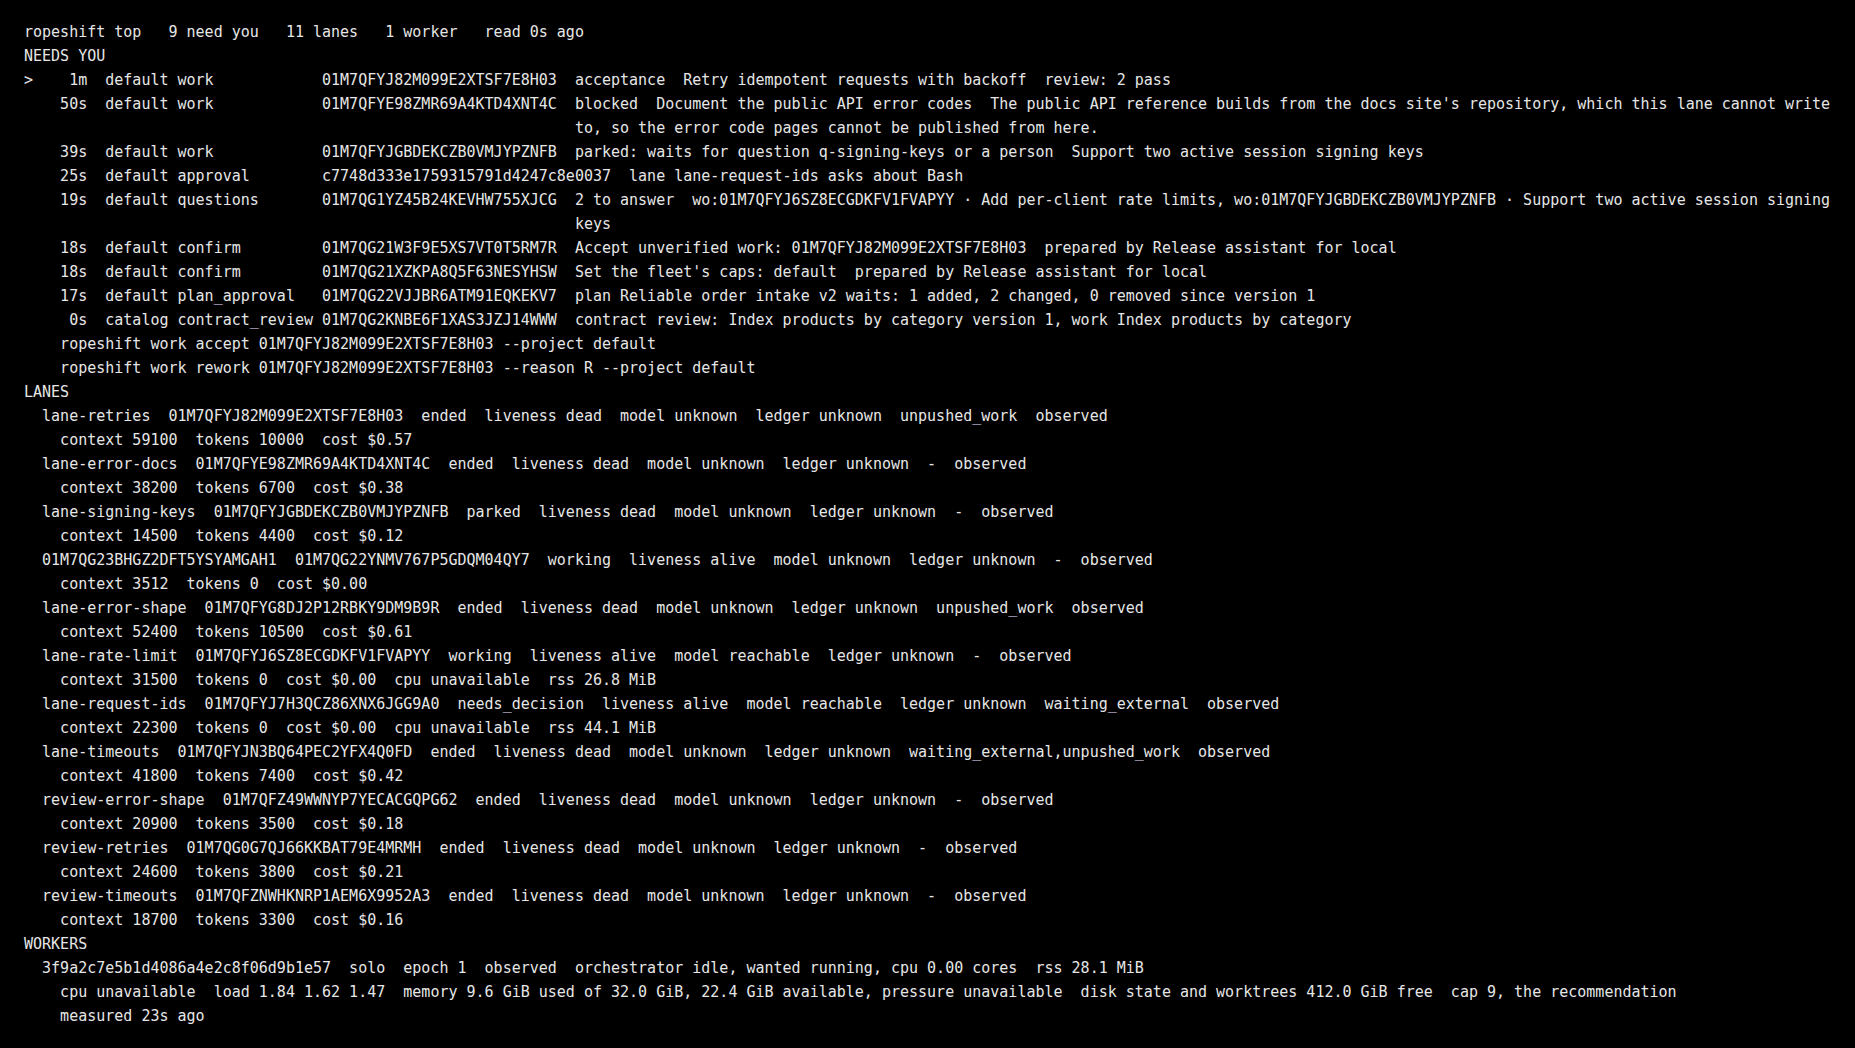 ropeshift top   9 need you   11 lanes   1 worker   read 0s ago
NEEDS YOU
>    1m  default work            01M7QFYJ82M099E2XTSF7E8H03  acceptance  Retry idempotent requests with backoff  review: 2 pass
    50s  default work            01M7QFYE98ZMR69A4KTD4XNT4C  blocked  Document the public API error codes  The public API reference builds from the docs site's repository, which this lane cannot write
                                                             to, so the error code pages cannot be published from here.
    39s  default work            01M7QFYJGBDEKCZB0VMJYPZNFB  parked: waits for question q-signing-keys or a person  Support two active session signing keys
    25s  default approval        c7748d333e1759315791d4247c8e0037  lane lane-request-ids asks about Bash
    19s  default questions       01M7QG1YZ45B24KEVHW755XJCG  2 to answer  wo:01M7QFYJ6SZ8ECGDKFV1FVAPYY · Add per-client rate limits, wo:01M7QFYJGBDEKCZB0VMJYPZNFB · Support two active session signing
                                                             keys
    18s  default confirm         01M7QG21W3F9E5XS7VT0T5RM7R  Accept unverified work: 01M7QFYJ82M099E2XTSF7E8H03  prepared by Release assistant for local
    18s  default confirm         01M7QG21XZKPA8Q5F63NESYHSW  Set the fleet's caps: default  prepared by Release assistant for local
    17s  default plan_approval   01M7QG22VJJBR6ATM91EQKEKV7  plan Reliable order intake v2 waits: 1 added, 2 changed, 0 removed since version 1
     0s  catalog contract_review 01M7QG2KNBE6F1XAS3JZJ14WWW  contract review: Index products by category version 1, work Index products by category
    ropeshift work accept 01M7QFYJ82M099E2XTSF7E8H03 --project default
    ropeshift work rework 01M7QFYJ82M099E2XTSF7E8H03 --reason R --project default
LANES
  lane-retries  01M7QFYJ82M099E2XTSF7E8H03  ended  liveness dead  model unknown  ledger unknown  unpushed_work  observed
    context 59100  tokens 10000  cost $0.57
  lane-error-docs  01M7QFYE98ZMR69A4KTD4XNT4C  ended  liveness dead  model unknown  ledger unknown  -  observed
    context 38200  tokens 6700  cost $0.38
  lane-signing-keys  01M7QFYJGBDEKCZB0VMJYPZNFB  parked  liveness dead  model unknown  ledger unknown  -  observed
    context 14500  tokens 4400  cost $0.12
  01M7QG23BHGZ2DFT5YSYAMGAH1  01M7QG22YNMV767P5GDQM04QY7  working  liveness alive  model unknown  ledger unknown  -  observed
    context 3512  tokens 0  cost $0.00
  lane-error-shape  01M7QFYG8DJ2P12RBKY9DM9B9R  ended  liveness dead  model unknown  ledger unknown  unpushed_work  observed
    context 52400  tokens 10500  cost $0.61
  lane-rate-limit  01M7QFYJ6SZ8ECGDKFV1FVAPYY  working  liveness alive  model reachable  ledger unknown  -  observed
    context 31500  tokens 0  cost $0.00  cpu unavailable  rss 26.8 MiB
  lane-request-ids  01M7QFYJ7H3QCZ86XNX6JGG9A0  needs_decision  liveness alive  model reachable  ledger unknown  waiting_external  observed
    context 22300  tokens 0  cost $0.00  cpu unavailable  rss 44.1 MiB
  lane-timeouts  01M7QFYJN3BQ64PEC2YFX4Q0FD  ended  liveness dead  model unknown  ledger unknown  waiting_external,unpushed_work  observed
    context 41800  tokens 7400  cost $0.42
  review-error-shape  01M7QFZ49WWNYP7YECACGQPG62  ended  liveness dead  model unknown  ledger unknown  -  observed
    context 20900  tokens 3500  cost $0.18
  review-retries  01M7QG0G7QJ66KKBAT79E4MRMH  ended  liveness dead  model unknown  ledger unknown  -  observed
    context 24600  tokens 3800  cost $0.21
  review-timeouts  01M7QFZNWHKNRP1AEM6X9952A3  ended  liveness dead  model unknown  ledger unknown  -  observed
    context 18700  tokens 3300  cost $0.16
WORKERS
  3f9a2c7e5b1d4086a4e2c8f06d9b1e57  solo  epoch 1  observed  orchestrator idle, wanted running, cpu 0.00 cores  rss 28.1 MiB
    cpu unavailable  load 1.84 1.62 1.47  memory 9.6 GiB used of 32.0 GiB, 22.4 GiB available, pressure unavailable  disk state and worktrees 412.0 GiB free  cap 9, the recommendation
    measured 23s ago